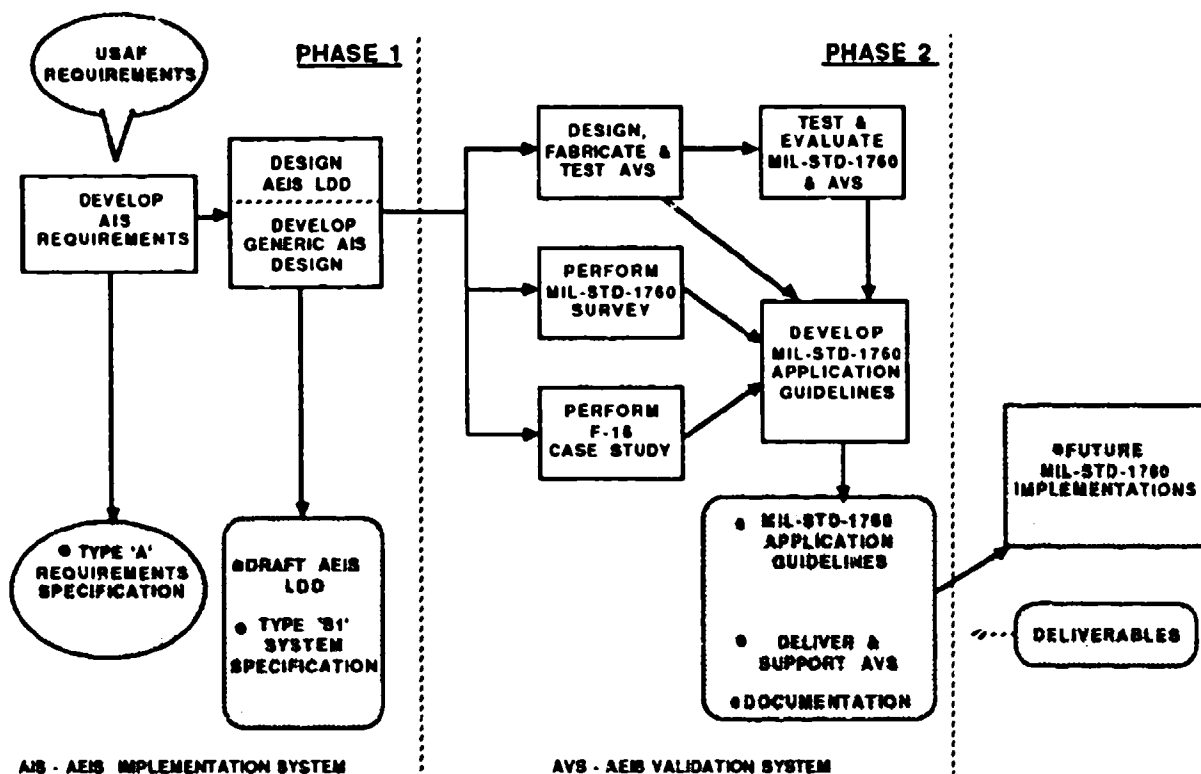 USAF
REQUIREMENTS
PHASE 1
DEVELOP
AIS
REQUIREMENTS
DESIGN
AEIS LDD
DEVELOP
GENERIC AIS
DESIGN
● TYPE 'A'
REQUIREMENTS
SPECIFICATION
● DRAFT AEIS
LDD
● TYPE 'B1'
SYSTEM
SPECIFICATION
AIS - AEIS IMPLEMENTATION SYSTEM
PHASE 2
DESIGN,
FABRICATE &
TEST AVS
TEST &
EVALUATE
MIL-STD-1760
& AVS
PERFORM
MIL-STD-1760
SURVEY
PERFORM
F-16
CASE STUDY
DEVELOP
MIL-STD-1760
APPLICATION
GUIDELINES
● MIL-STD-1760
APPLICATION
GUIDELINES
● DELIVER &
SUPPORT AVS
● DOCUMENTATION
AVS - AEIS VALIDATION SYSTEM
● FUTURE
MIL-STD-1760
IMPLEMENTATIONS
DELIVERABLES